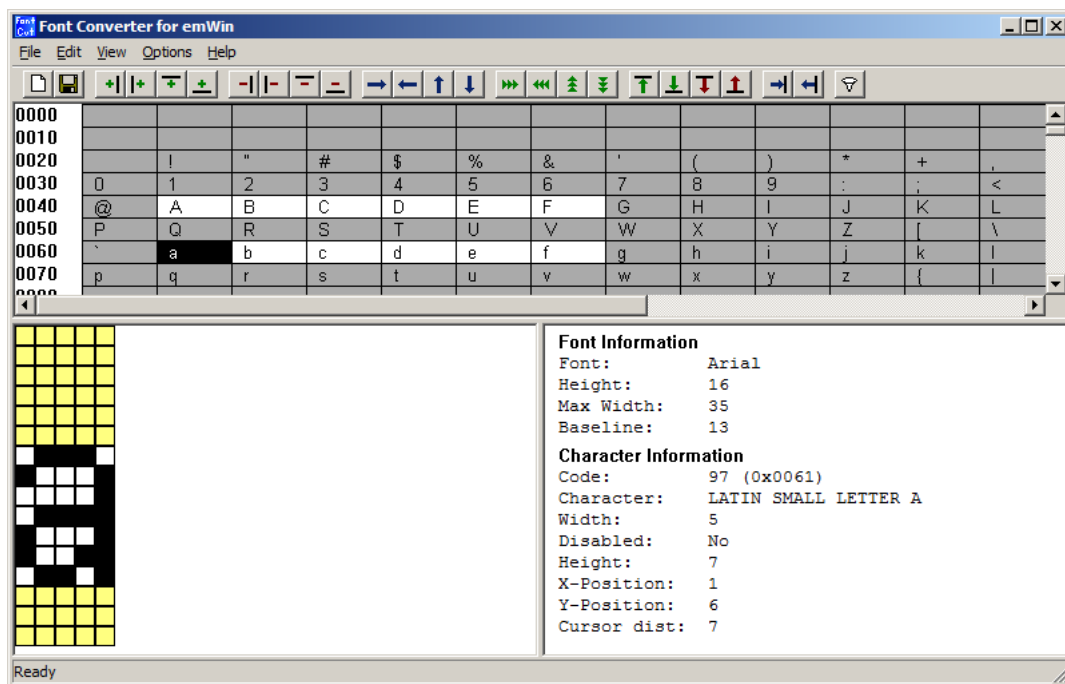 Font Converter for emWin
File Edit View Options Help
0000
0010
0020 ! " # $ % & ' ( ) * + ,
0030 0 1 2 3 4 5 6 7 8 9 : ; <
0040 @ A B C D E F G H I J K L
0050 P Q R S T U V W X Y Z [ \
0060 ` a b c d e f g h i j k l
0070 p q r s t u v w x y z { |
Font Information
Font: Arial
Height: 16
Max Width: 35
Baseline: 13
Character Information
Code: 97 (0x0061)
Character: LATIN SMALL LETTER A
Width: 5
Disabled: No
Height: 7
X-Position: 1
Y-Position: 6
Cursor dist: 7
Ready